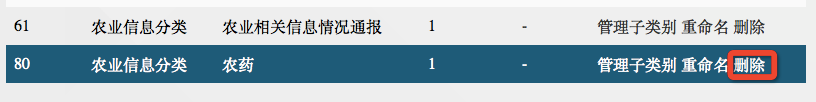 61 农业信息分类 农业相关信息情况通报 1 - 管理子类别 重命名 删除
80 农业信息分类 农药 1 - 管理子类别 重命名 删除